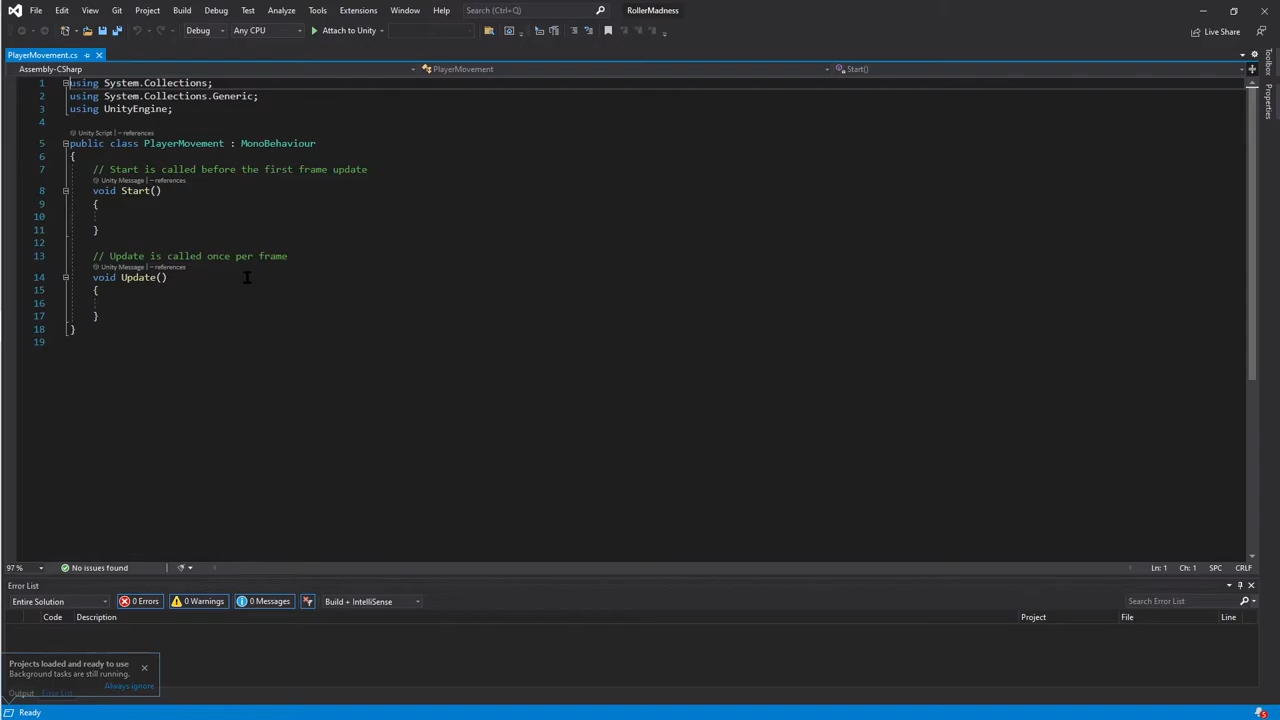 File Edit View Git Project Build Debug Test Analyze Tools Extensions Window Help Search (Ctrl+Q) RollerMadness
Debug Any CPU Attach to Unity Live Share
PlayerMovement.cs
Assembly-CSharp PlayerMovement Start()
1 using System.Collections;
2 using System.Collections.Generic;
3 using UnityEngine;
4
Unity Script | – references
5 public class PlayerMovement : MonoBehaviour
6 {
7 // Start is called before the first frame update
Unity Message | – references
8 void Start()
9 {
10
11 }
12
13 // Update is called once per frame
Unity Message | – references
14 void Update()
15 {
16
17 }
18 }
19
Toolbox
Properties
97 % No issues found Ln: 1 Ch: 1 SPC CRLF
Error List
Entire Solution 0 Errors 0 Warnings 0 Messages Build + IntelliSense Search Error List
Code Description Project File Line
Projects loaded and ready to use
Background tasks are still running.
Always ignore
Output Error List
Ready 5